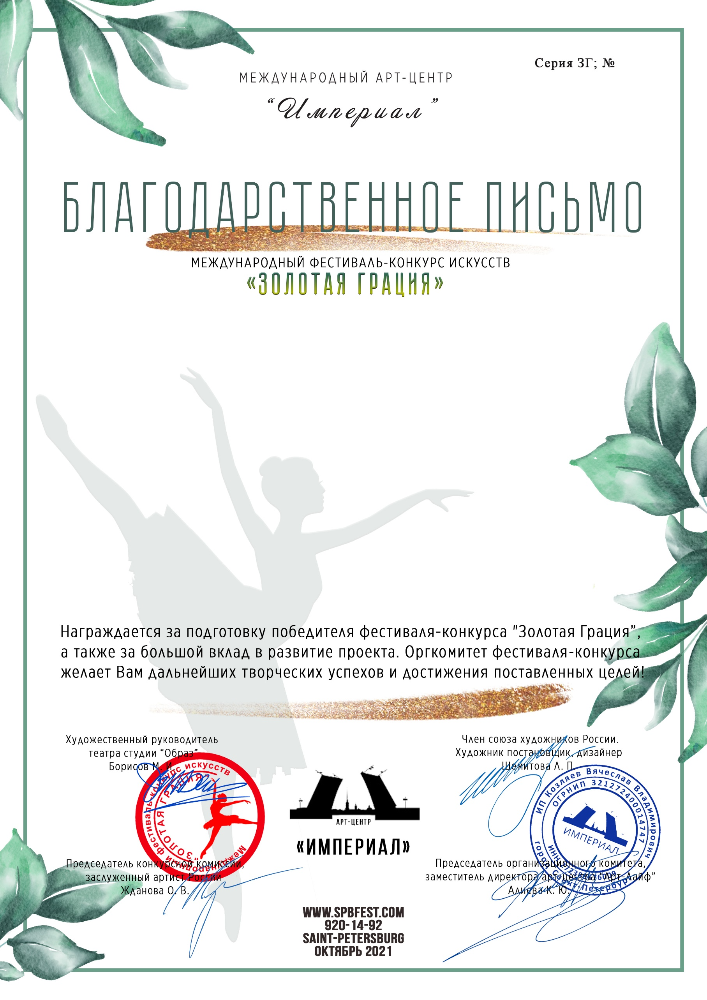 Серия ЗГ; №
МЕЖДУНАРОДНЫЙ АРТ-ЦЕНТР
“Империал”
БЛАГОДАРСТВЕННОЕ ПИСЬМО
МЕЖДУНАРОДНЫЙ ФЕСТИВАЛЬ-КОНКУРС ИСКУССТВ
«ЗОЛОТАЯ ГРАЦИЯ»
Награждается за подготовку победителя фестиваля-конкурса "Золотая Грация”,
а также за большой вклад в развитие проекта. Оргкомитет фестиваля-конкурса
желает Вам дальнейших творческих успехов и достижения поставленных целей!
Художественный руководитель
театра студии “Образ”
Борисов М. И.
Член союза художников России.
Художник постановщик, дизайнер
Шемитова Л. П.
Международный фестиваль-конкурс искусств
"ЗОЛОТАЯ ГРАЦИЯ"
АРТ-ЦЕНТР
«ИМПЕРИАЛ»
ИП Козляев Вячеслав Владимирович
ОГРНИП 321272400014747
ИМПЕРИАЛ
ИНН
город Санкт-Петербург
Председатель конкурсной комиссии,
заслуженный артист России
Жданова О. В.
Председатель организационного комитета,
заместитель директора арт-центра “Арт-Лайф”
Алиева К. Ю.
WWW.SPBFEST.COM
920-14-92
SAINT-PETERSBURG
ОКТЯБРЬ 2021